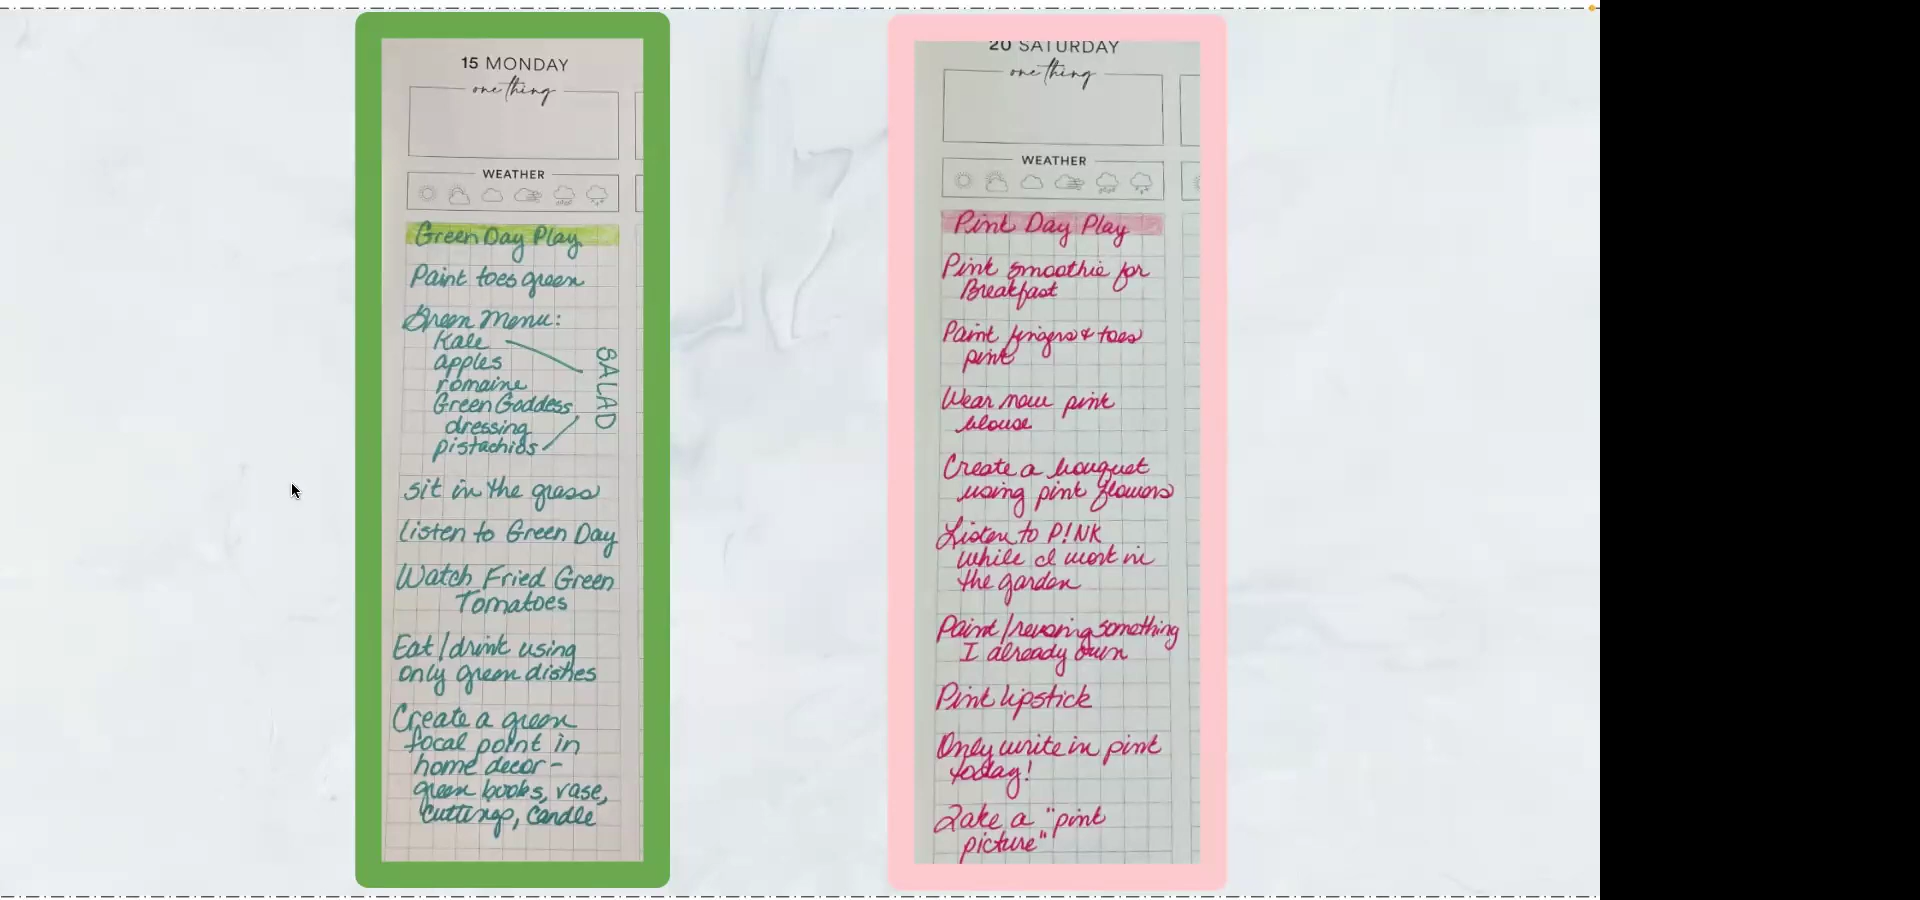 15 MONDAY
one thing
WEATHER
Green Day Play
Paint toes green
Green Menu:
Kale
apples
romaine
Green Goddess
dressing
pistachios
SALAD
sit in the grass
Listen to Green Day
Watch Fried Green
Tomatoes
Eat/drink using
only green dishes
Create a green
focal point in
home decor -
green books, vase,
cuttings, candle
20 SATURDAY
one thing
WEATHER
Pink Day Play
Pink smoothie for
Breakfast
Paint fingers & toes
pink
Wear new pink
blouse
Create a bouquet
using pink flowers
Listen to P!NK
while I work in
the garden
Paint/revamp something
I already own
Pink lipstick
Only write in pink
today!
Take a "pink
picture"